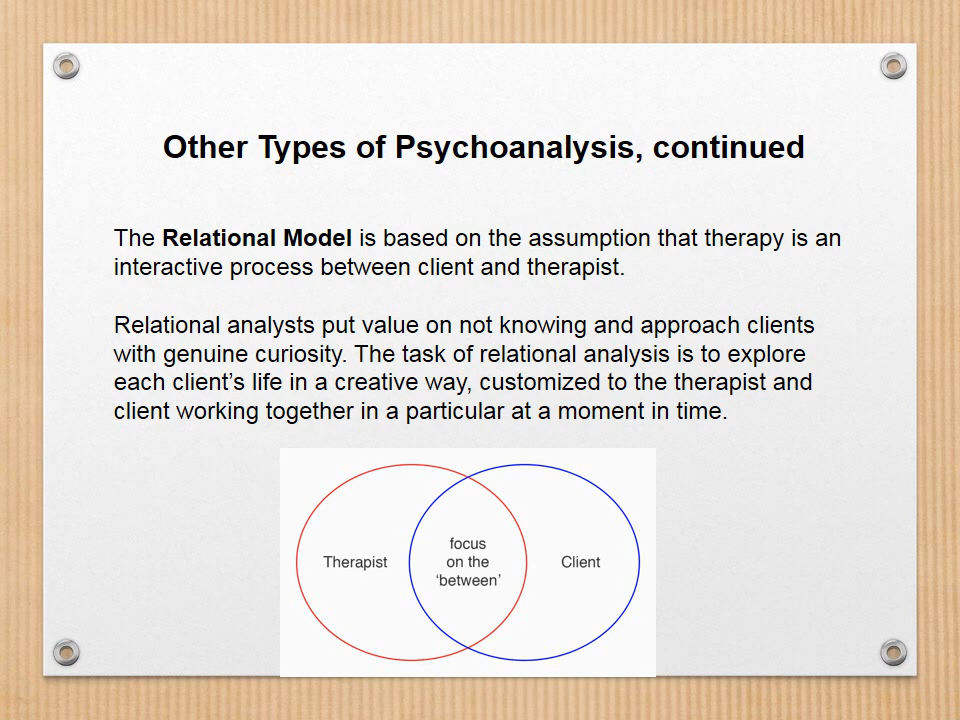 Other Types of Psychoanalysis, continued
The Relational Model is based on the assumption that therapy is an
interactive process between client and therapist.
Relational analysts put value on not knowing and approach clients
with genuine curiosity. The task of relational analysis is to explore
each client’s life in a creative way, customized to the therapist and
client working together in a particular at a moment in time.
Therapist
focus
on the
‘between’
Client